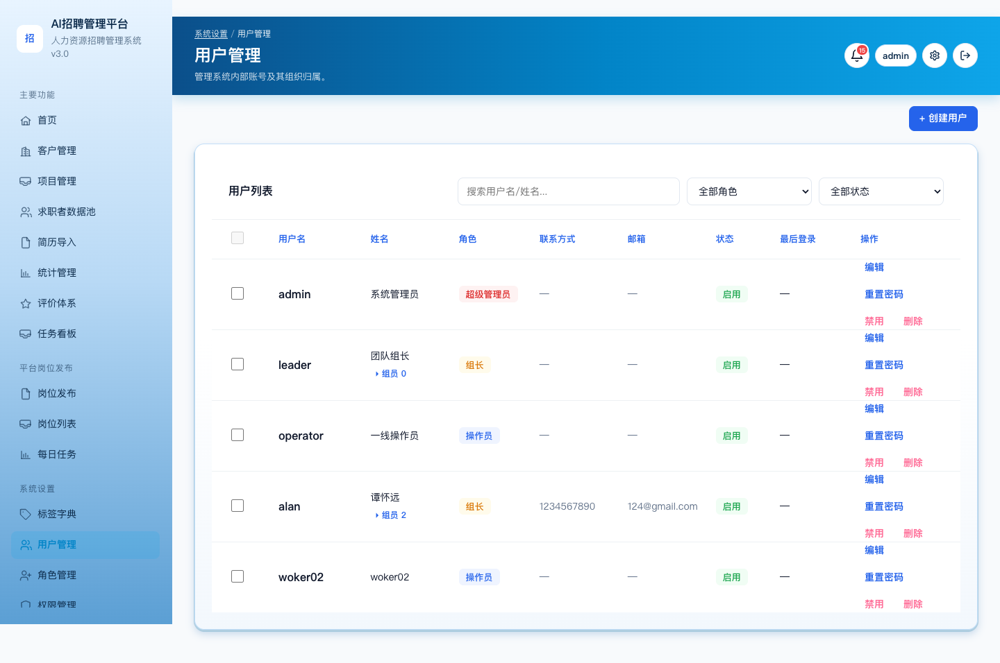 招
AI招聘管理平台
人力资源招聘管理系统
v3.0
主要功能
首页
客户管理
项目管理
求职者数据池
简历导入
统计管理
评价体系
任务看板
平台岗位发布
岗位发布
岗位列表
每日任务
系统设置
标签字典
用户管理
角色管理
权限管理
系统设置 / 用户管理
用户管理
管理系统内部账号及其组织归属。
15
admin
+ 创建用户
用户列表
搜索用户名/姓名...
全部角色
全部状态
用户名 姓名 角色 联系方式 邮箱 状态 最后登录 操作
admin 系统管理员 超级管理员 — — 启用 —
编辑
重置密码
禁用 删除
leader 团队组长 组长 — — 启用 —
组员 0
编辑
重置密码
禁用 删除
operator 一线操作员 操作员 — — 启用 —
编辑
重置密码
禁用 删除
alan 谭怀远 组长 1234567890 124@gmail.com 启用 —
组员 2
编辑
重置密码
禁用 删除
woker02 woker02 操作员 — — 启用 —
编辑
重置密码
禁用 删除